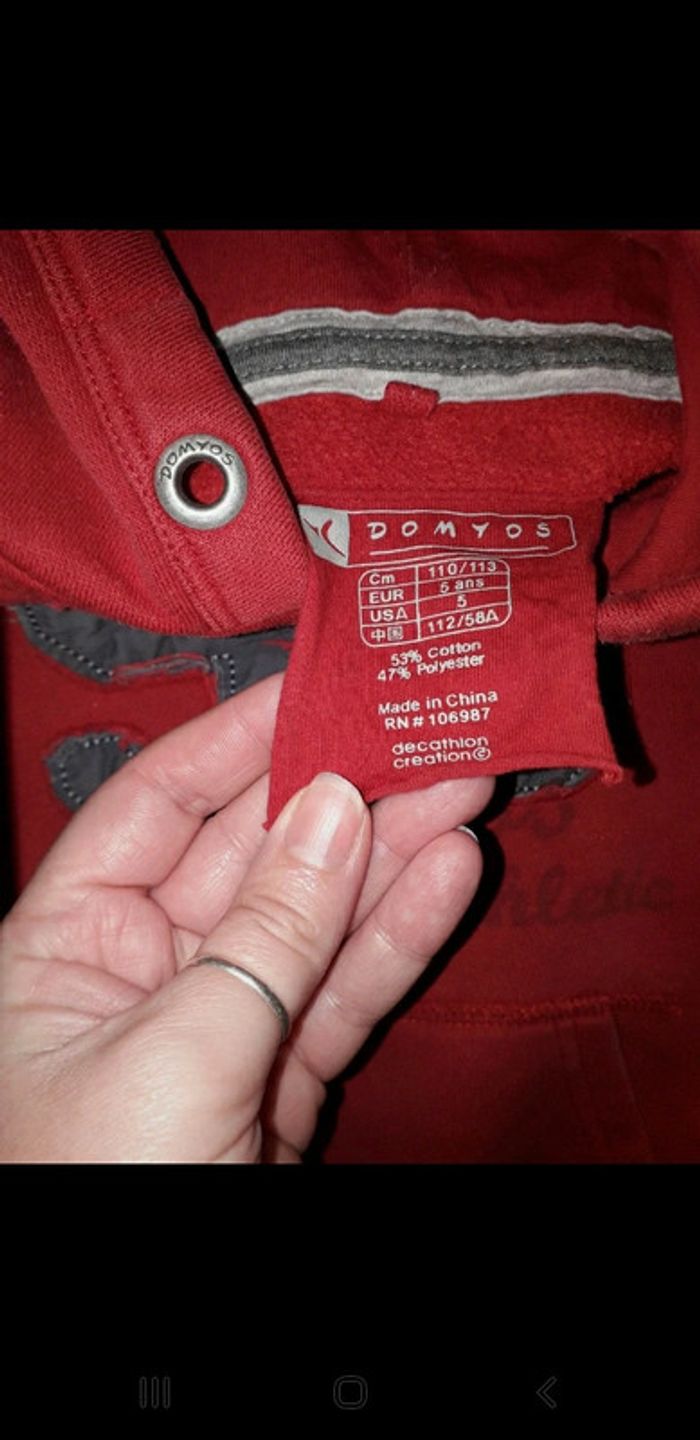 DOMYOS
DOMYOS
Cm 110/113
EUR 5 ans
USA 5
中国 112/58A
53% Cotton
47% Polyester
Made in China
RN # 106987
decathlon
creation©